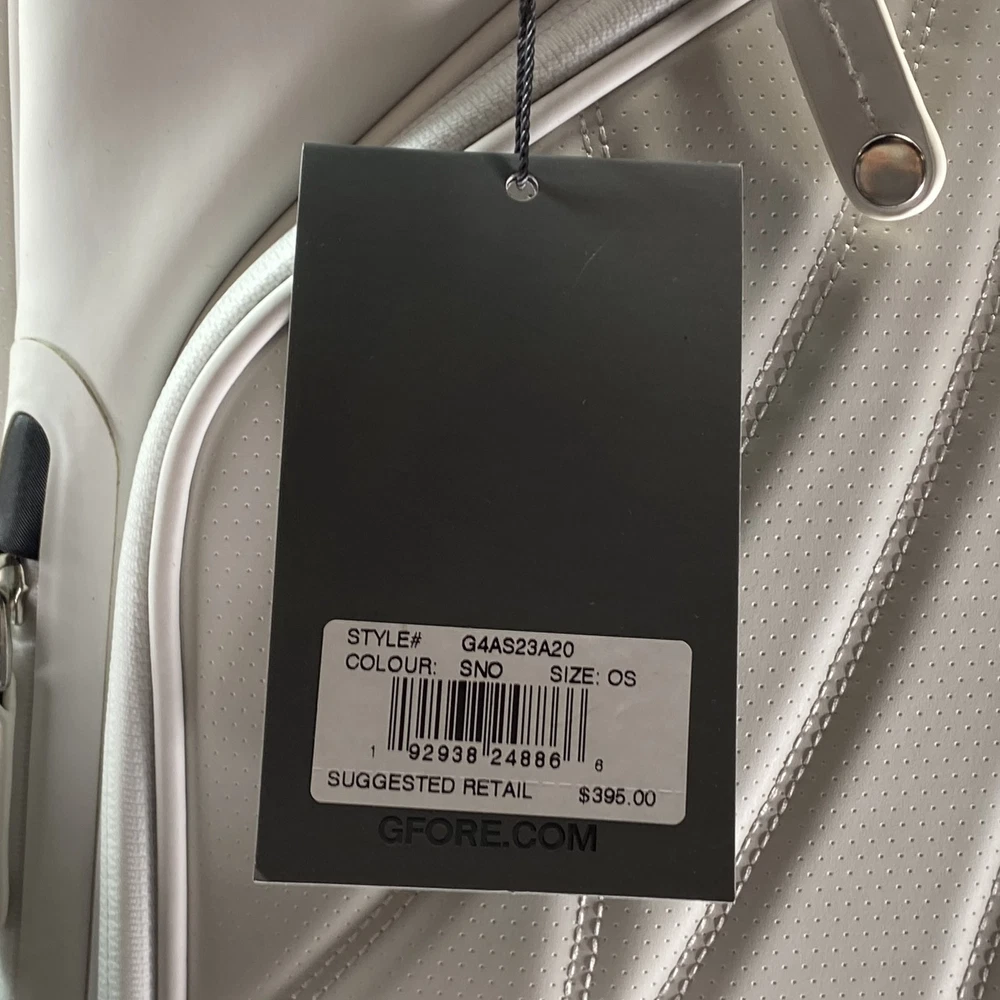 STYLE# G4AS23A20
COLOUR: SNO SIZE: OS
1 92938 24886 6
SUGGESTED RETAIL $395.00
GFORE.COM